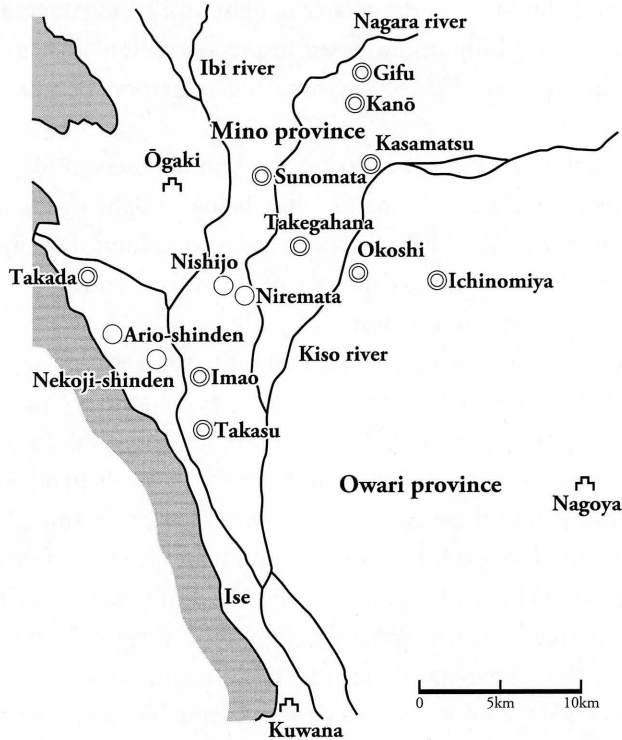 Nagara river
Ibi river
Gifu
Kanō
Mino province
Kasamatsu
Ōgaki
Sunomata
Takegahana
Nishijo
Okoshi
Takada
Niremata
Ichinomiya
Ario-shinden
Kiso river
Nekoji-shinden
Imao
Takasu
Owari province
Nagoya
Ise
0 5km 10km
Kuwana